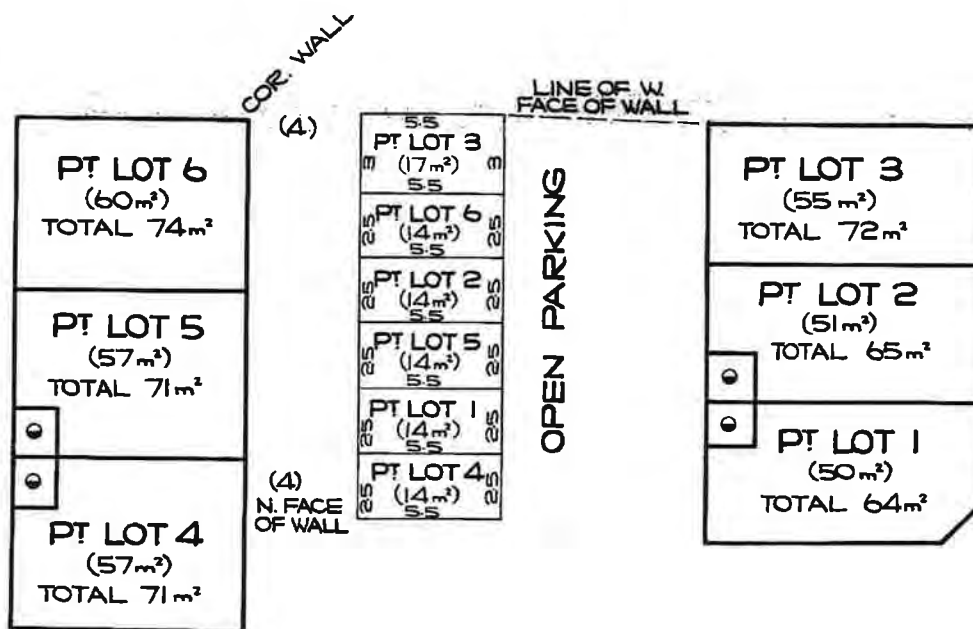 COR. WALL
(4)
LINE OF W.
FACE OF WALL
PT LOT 6
(60m²)
TOTAL 74m²
PT LOT 5
(57m²)
TOTAL 71m²
PT LOT 4
(57m²)
TOTAL 71m²
(4)
N. FACE
OF WALL
5.5
PT LOT 3
3 (17m²) 3
5.5
PT LOT 6
2.5 (14m²) 2.5
5.5
PT LOT 2
2.5 (14m²) 2.5
5.5
PT LOT 5
2.5 (14m²) 2.5
5.5
PT LOT 1
2.5 (14m²) 2.5
5.5
PT LOT 4
2.5 (14m²) 2.5
5.5
OPEN PARKING
PT LOT 3
(55m²)
TOTAL 72m²
PT LOT 2
(51m²)
TOTAL 65m²
PT LOT 1
(50m²)
TOTAL 64m²